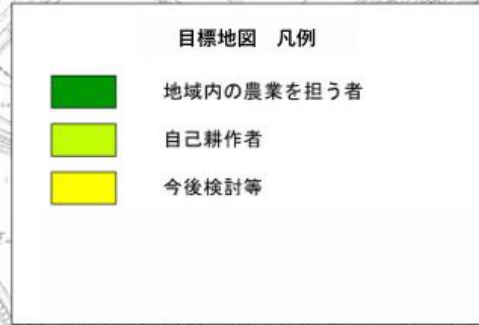 目標地図　凡例
地域内の農業を担う者
自己耕作者
今後検討等